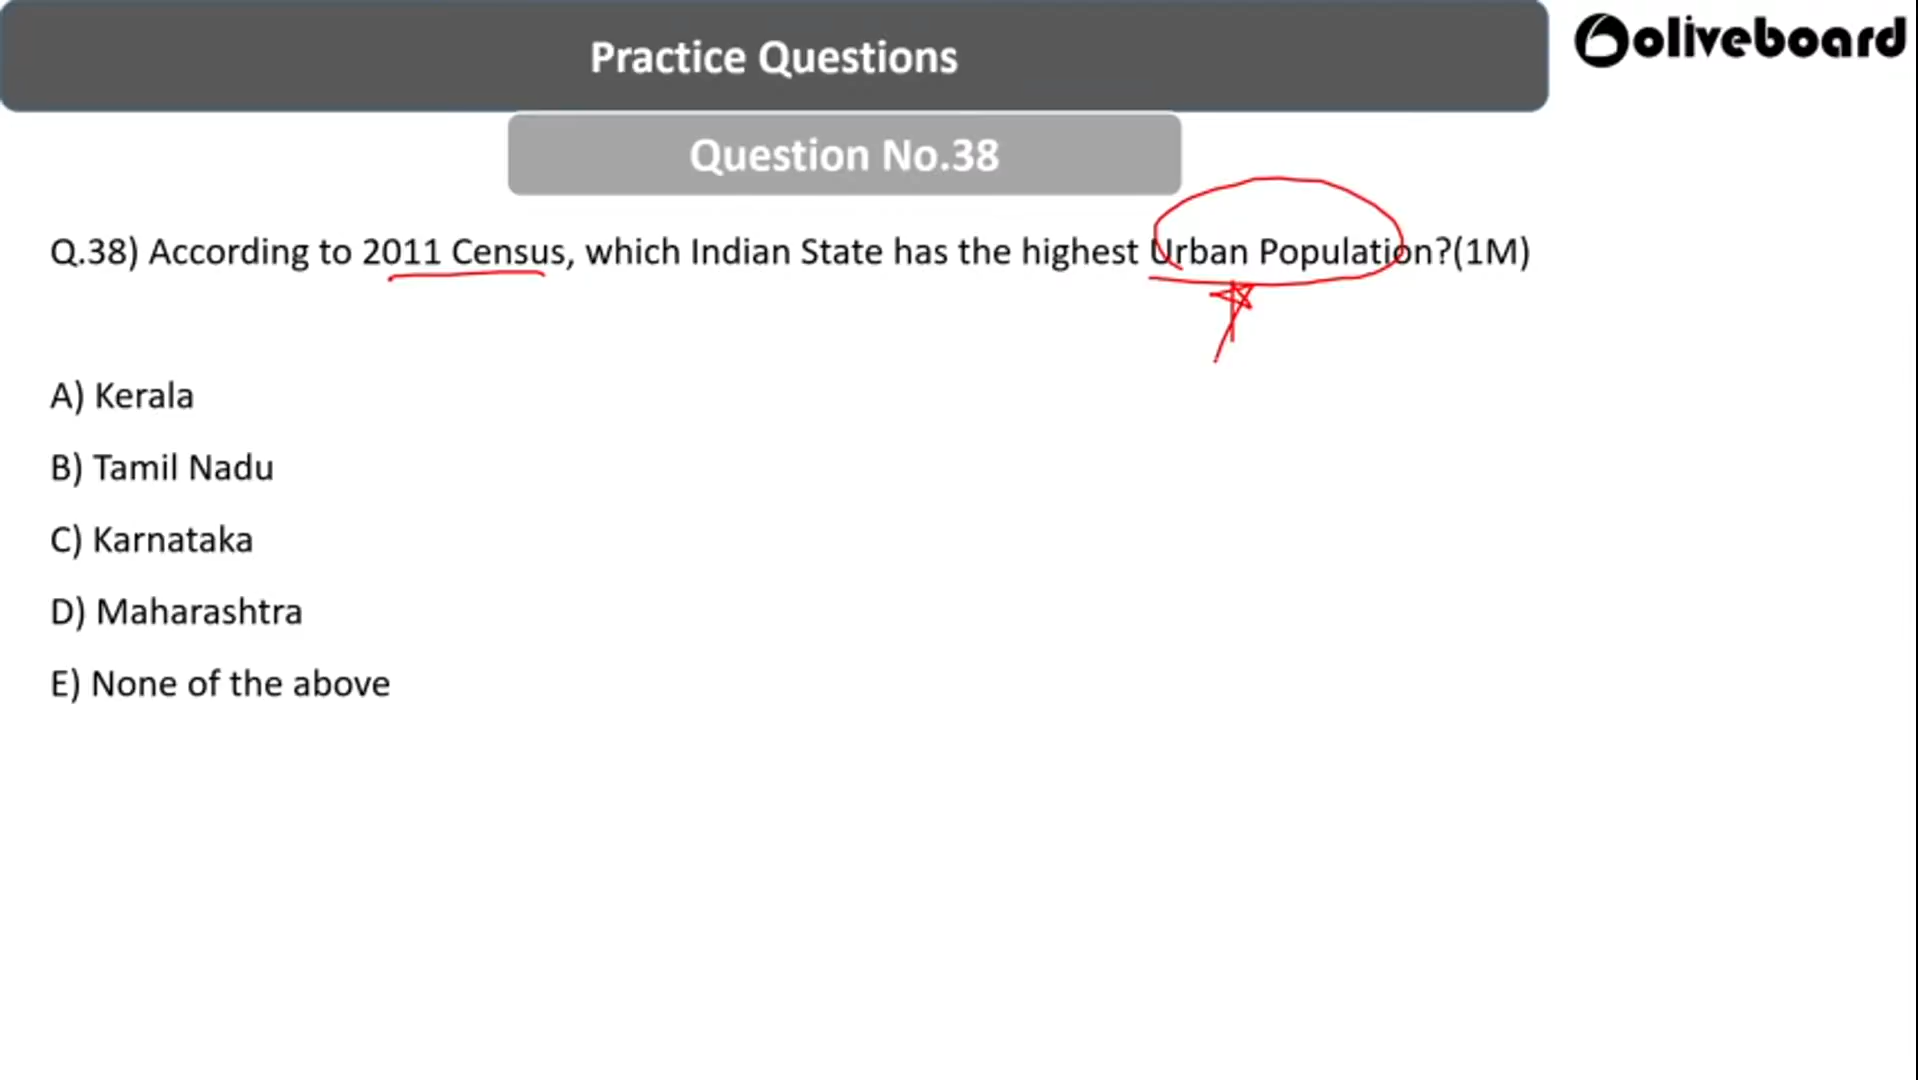 Practice Questions
oliveboard
Question No.38
Q.38) According to 2011 Census, which Indian State has the highest Urban Population?(1M)
A) Kerala
B) Tamil Nadu
C) Karnataka
D) Maharashtra
E) None of the above